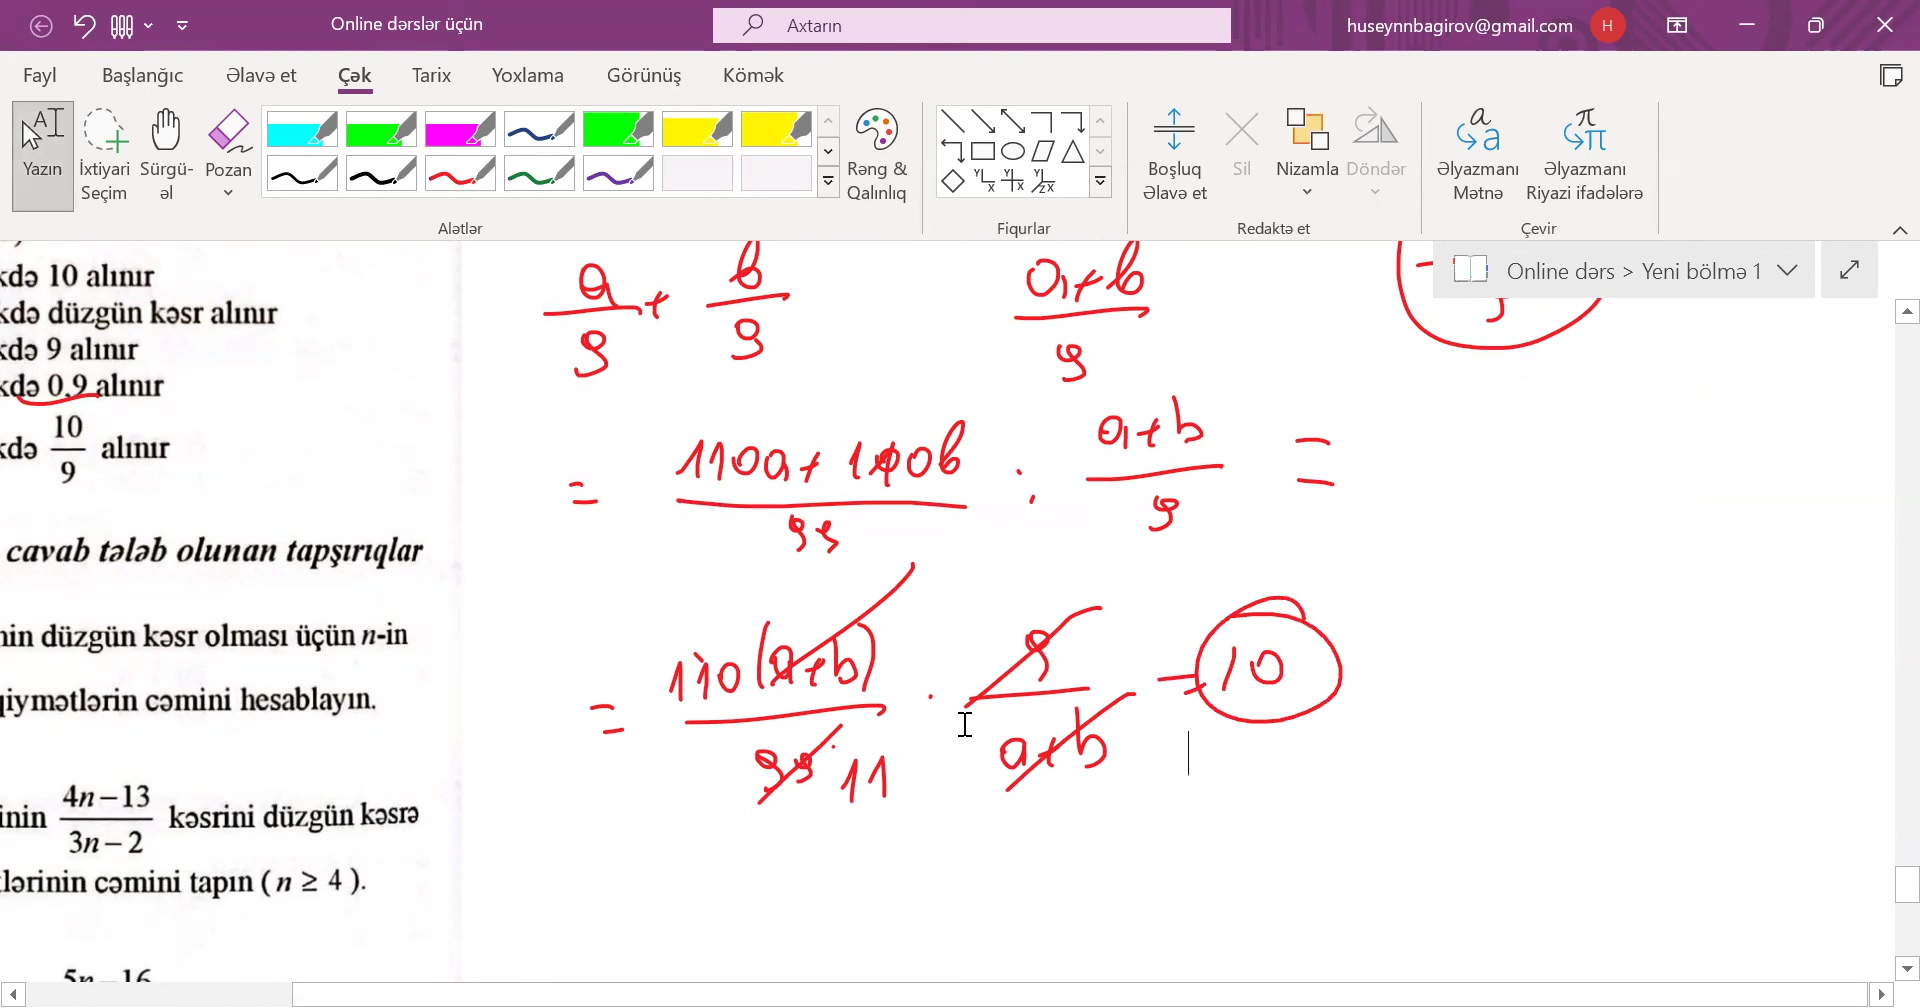 Online dərslər üçün
Axtarın
huseynnbagirov@gmail.com
H
Fayl Başlanğıc Əlavə et Çək Tarix Yoxlama Görünüş Kömək
Yazın
İxtiyari Seçim
Sürgü-əl
Pozan
Rəng & Qalınlıq
Boşluq Əlavə et
Sil
Nizamla
Döndər
Əlyazmanı Mətnə
Əlyazmanı Riyazi ifadələrə
Alətlər
Fiqurlar
Redaktə et
Çevir
Online dərs > Yeni bölmə 1
kdə 10 alınır
kdə düzgün kəsr alınır
kdə 9 alınır
kdə 0,9 alınır
kdə 10/9 alınır
cavab tələb olunan tapşırıqlar
nin düzgün kəsr olması üçün n-in
qiymətlərin cəmini hesablayın.
inin 4n−13/3n−2 kəsrini düzgün kəsrə
lərinin cəmini tapın ( n ≥ 4 ).
5n−16
a/9 + b/9
a+b/9
= 110a+110b/99 : a+b/9 =
= 110(a+b)/99 11 · 9/a+b = 10